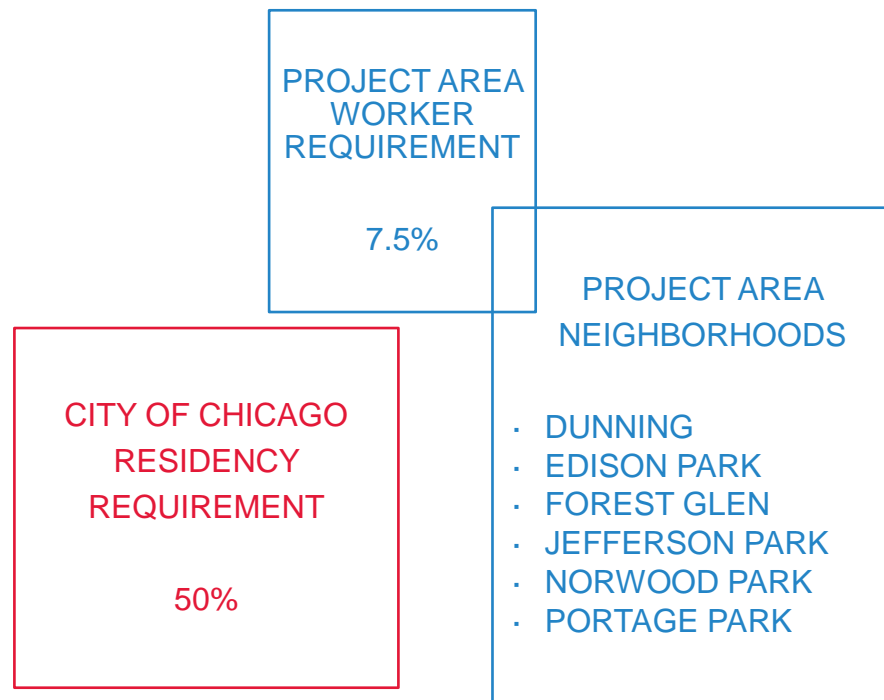 PROJECT AREA
WORKER
REQUIREMENT
7.5%
CITY OF CHICAGO
RESIDENCY
REQUIREMENT
50%
PROJECT AREA
NEIGHBORHOODS
· DUNNING
· EDISON PARK
· FOREST GLEN
· JEFFERSON PARK
· NORWOOD PARK
· PORTAGE PARK